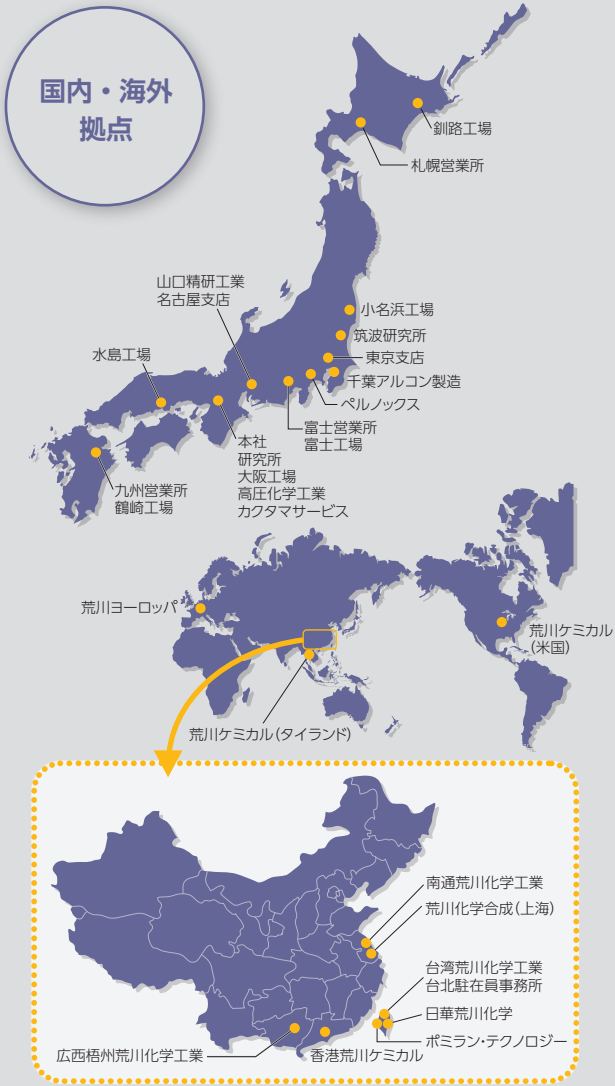 国内・海外
拠点
釧路工場
札幌営業所
山口精研工業
名古屋支店
小名浜工場
筑波研究所
水島工場
東京支店
千葉アルコン製造
ペルノックス
富士営業所
富士工場
本社
研究所
大阪工場
高圧化学工業
カクタマサービス
九州営業所
鶴崎工場
荒川ヨーロッパ
荒川ケミカル
(米国)
荒川ケミカル(タイランド)
南通荒川化学工業
荒川化学合成(上海)
台湾荒川化学工業
台北駐在員事務所
日華荒川化学
ポミラン・テクノロジー
広西梧州荒川化学工業
香港荒川ケミカル